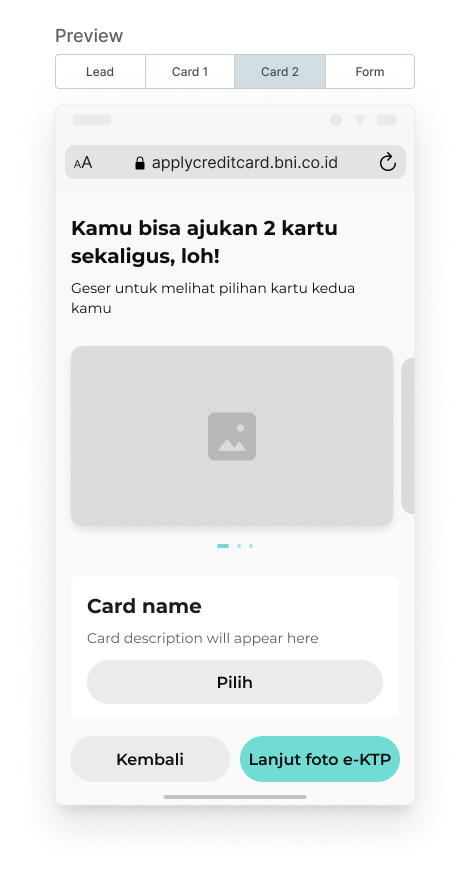 Preview
Lead
Card 1
Card 2
Form
AA
applycreditcard.bni.co.id
Kamu bisa ajukan 2 kartu
sekaligus, loh!
Geser untuk melihat pilihan kartu kedua
kamu
Card name
Card description will appear here
Pilih
Kembali
Lanjut foto e-KTP